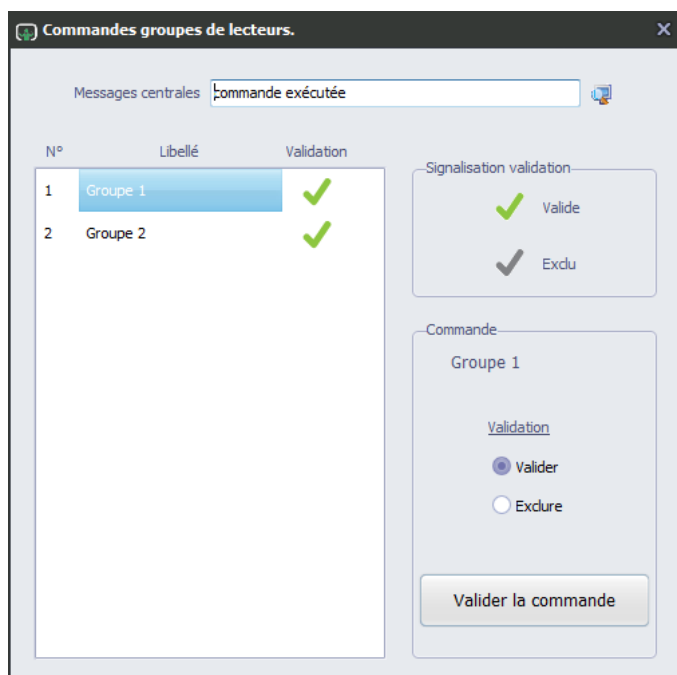 Commandes groupes de lecteurs.
Messages centrales commande exécutée
N° Libellé Validation
1 Groupe 1
2 Groupe 2
Signalisation validation
Valide
Exclu
Commande
Groupe 1
Validation
Valider
Exclure
Valider la commande